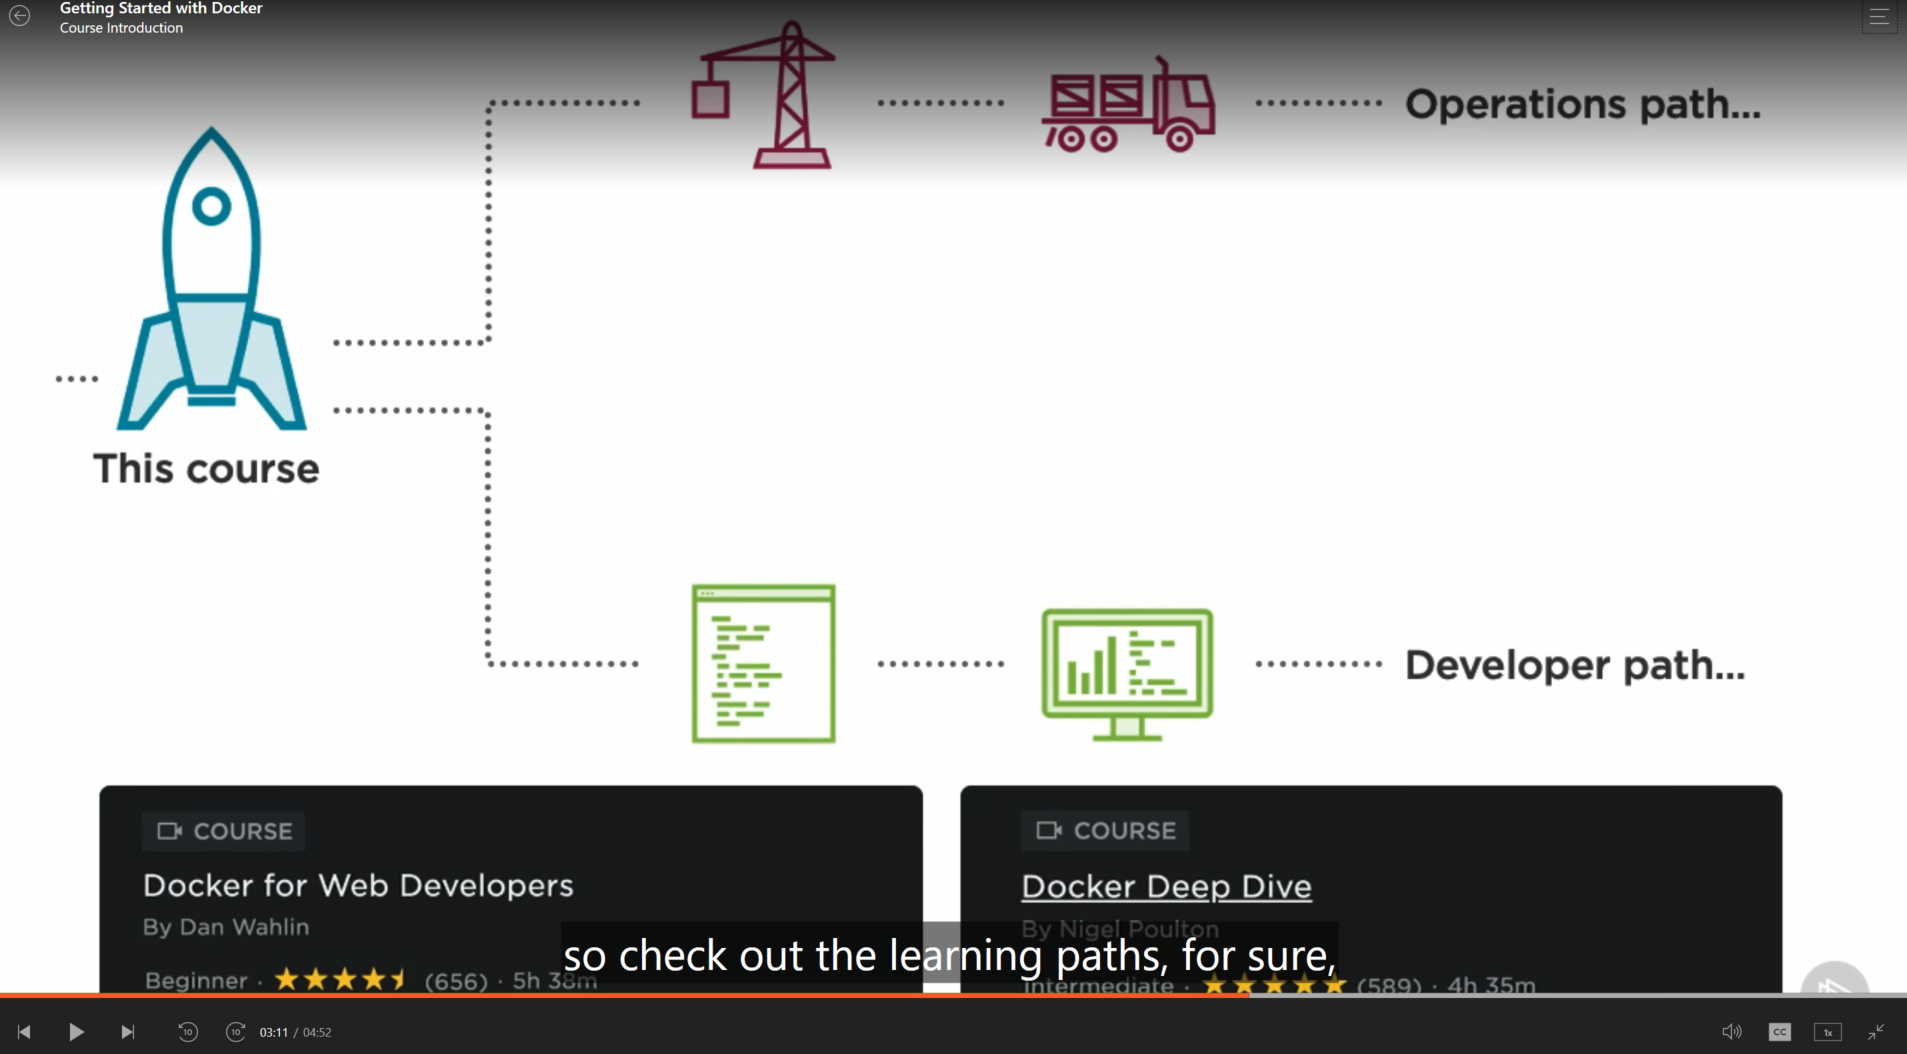 Getting Started with Docker
Course Introduction
Operations path...
This course
Developer path...
COURSE
Docker for Web Developers
By Dan Wahlin
Beginner · (656) · 5h 38m
COURSE
Docker Deep Dive
By Nigel Poulton
Intermediate · (589) · 4h 35m
so check out the learning paths, for sure,
10
10
03:11 / 04:52
CC
1x